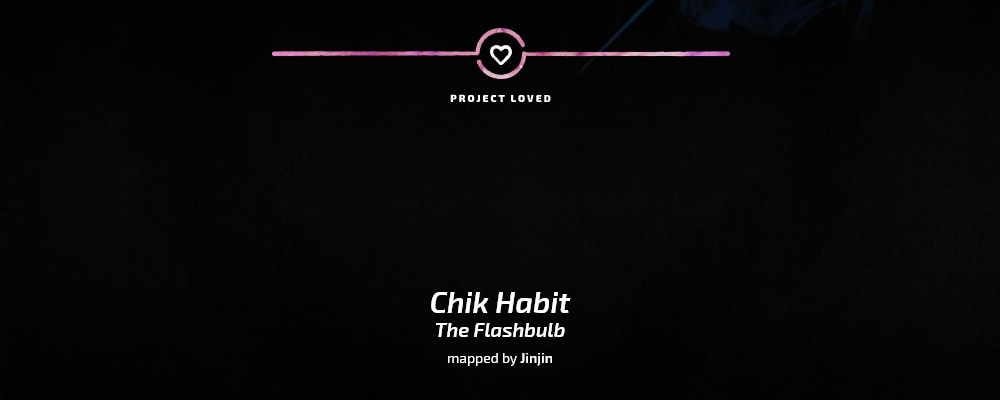 PROJECT LOVED
Chik Habit
The Flashbulb
mapped by Jinjin